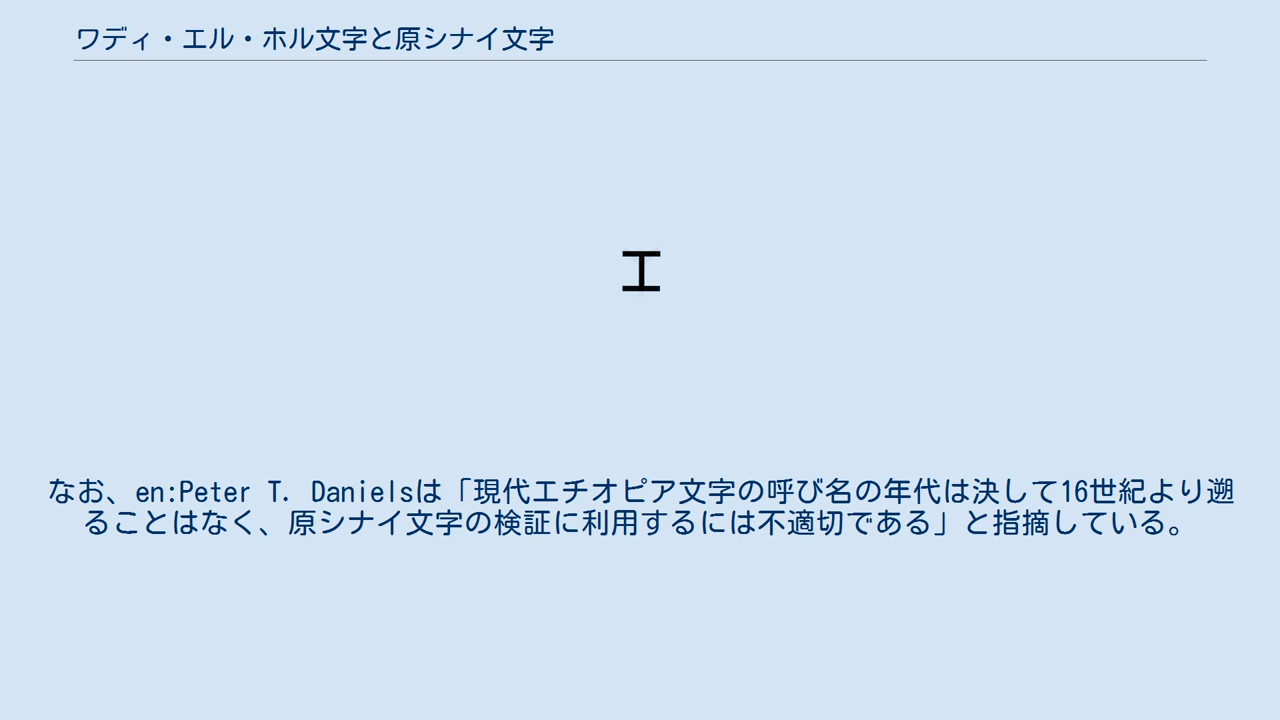 ワディ・エル・ホル文字と原シナイ文字
工
なお、en:Peter T. Danielsは「現代エチオピア文字の呼び名の年代は決して16世紀より遡
ることはなく、原シナイ文字の検証に利用するには不適切である」と指摘している。